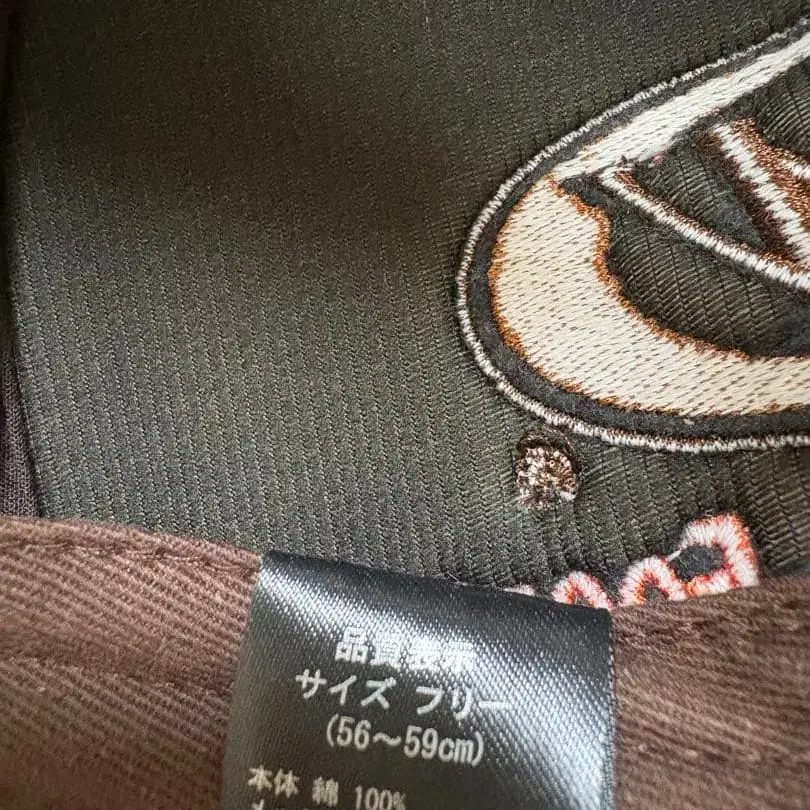 品質表示
サイズ フリー
(56～59cm)
本体 綿 100%